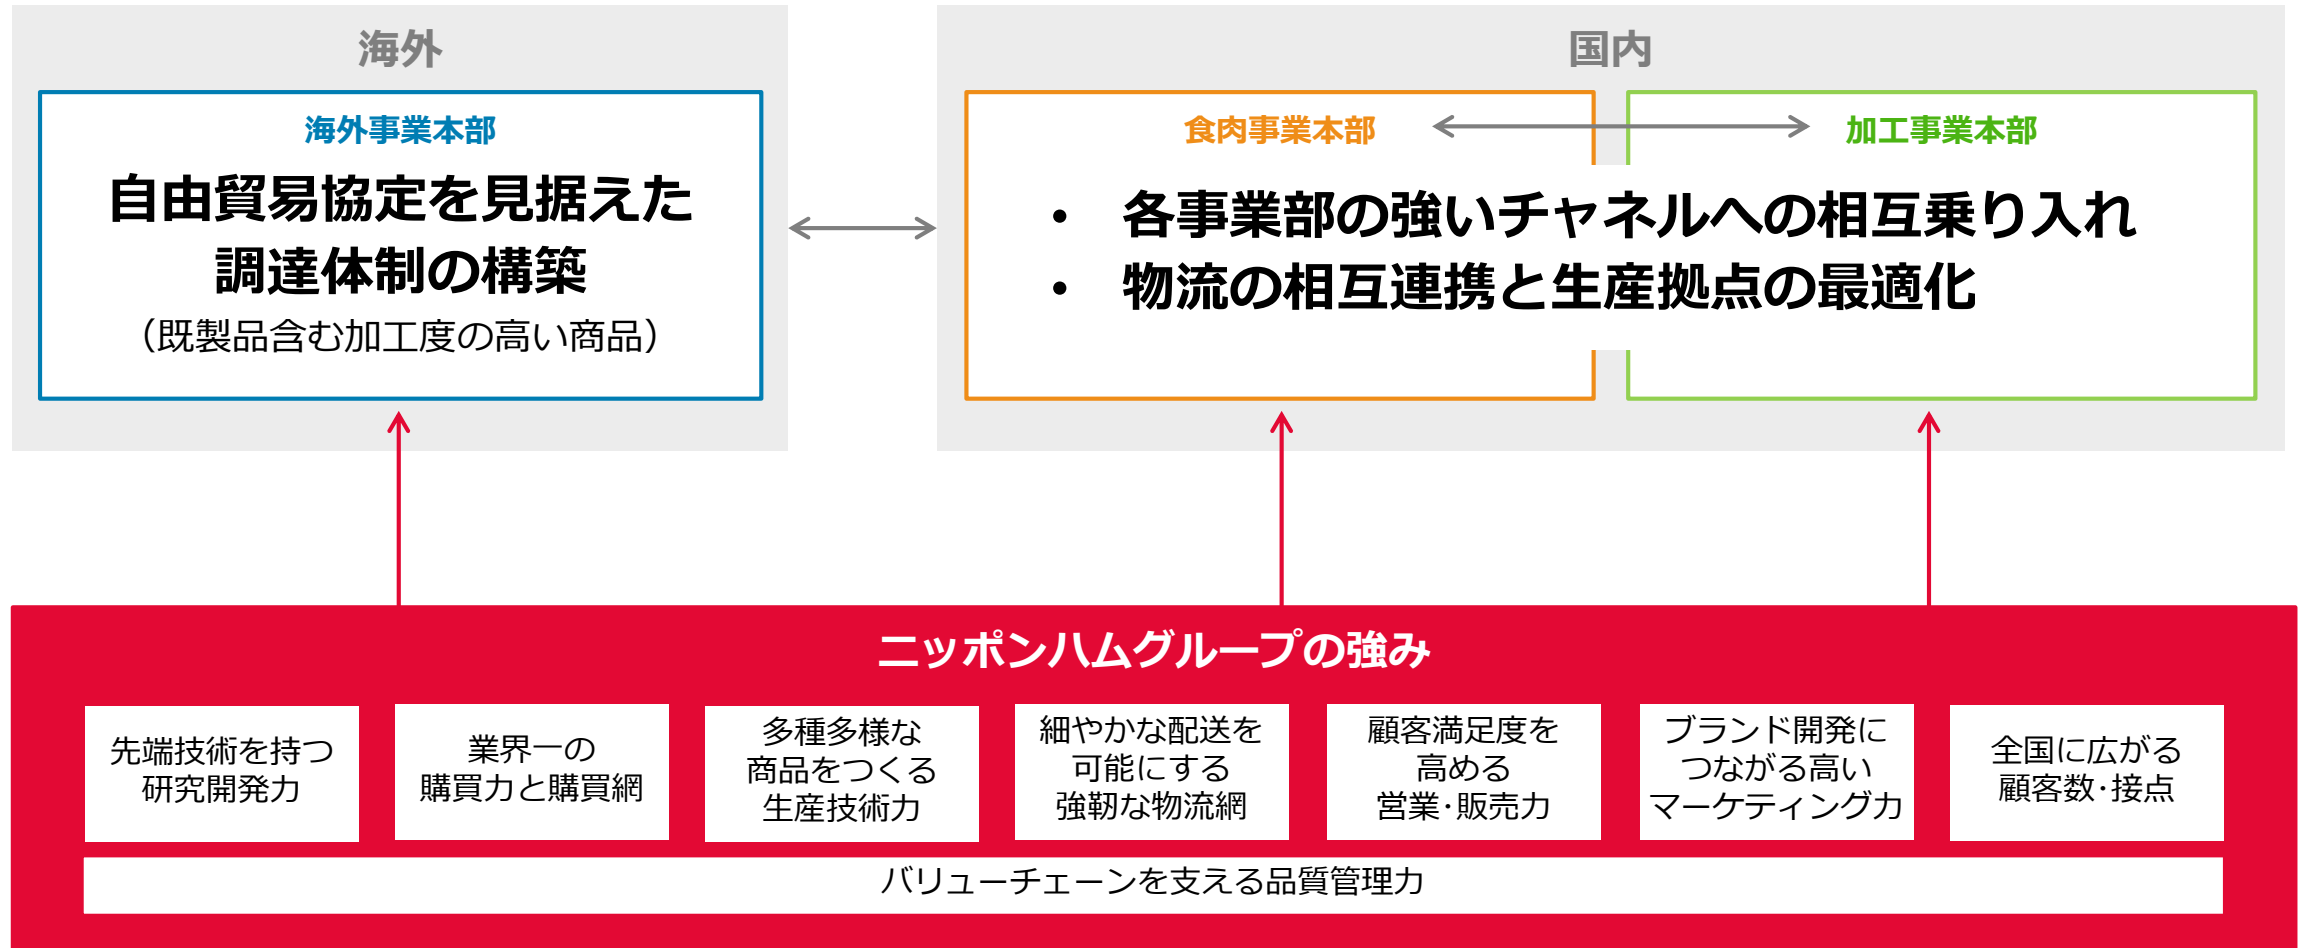 海外
海外事業本部
自由貿易協定を見据えた
調達体制の構築
（既製品含む加工度の高い商品）
国内
食肉事業本部
加工事業本部
• 各事業部の強いチャネルへの相互乗り入れ
• 物流の相互連携と生産拠点の最適化
ニッポンハムグループの強み
先端技術を持つ
研究開発力
業界一の
購買力と購買網
多種多様な
商品をつくる
生産技術力
細やかな配送を
可能にする
強靭な物流網
顧客満足度を
高める
営業･販売力
ブランド開発に
つながる高い
マーケティング力
全国に広がる
顧客数･接点
バリューチェーンを支える品質管理力